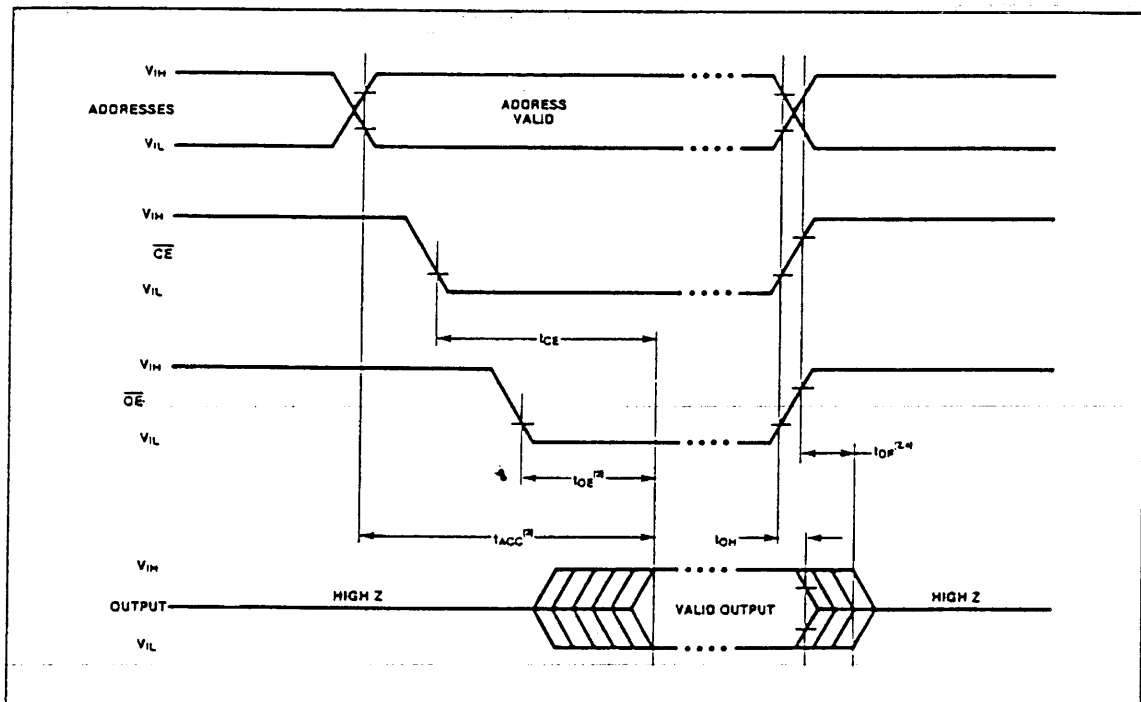 VIH
ADDRESSES
ADDRESS
VALID
VIL
VIH
CE
VIL
tCE
VIH
OE
VIL
tDF[2,4]
tOE[3]
tACC[3]
tOH
VIH
OUTPUT
HIGH Z
VALID OUTPUT
HIGH Z
VIL